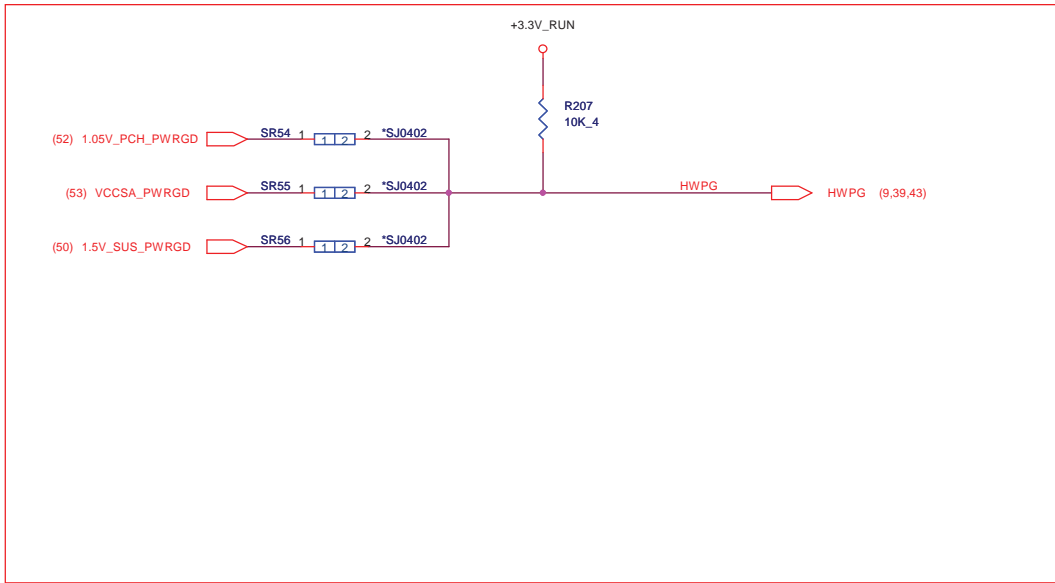 +3.3V_RUN
R207
10K_4
(52) 1.05V_PCH_PWRGD SR54 1 1 2 2 *SJ0402
(53) VCCSA_PWRGD SR55 1 1 2 2 *SJ0402 HWPG HWPG (9,39,43)
(50) 1.5V_SUS_PWRGD SR56 1 1 2 2 *SJ0402